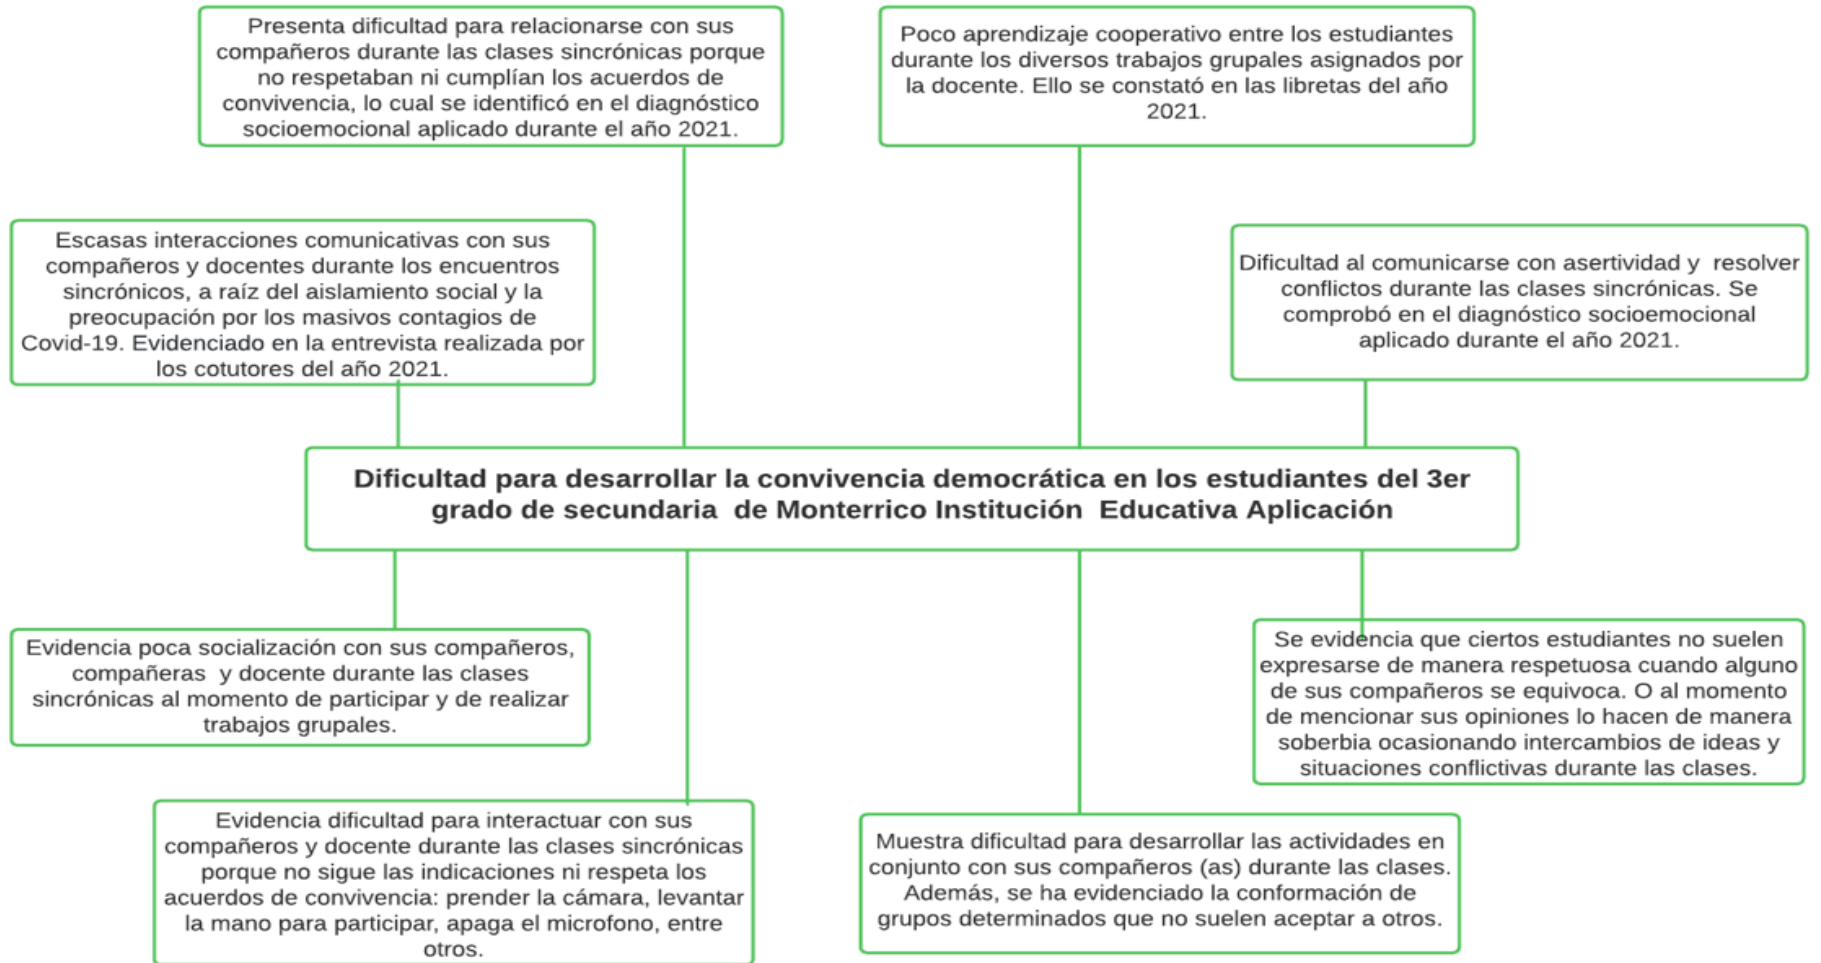 Presenta dificultad para relacionarse con sus
compañeros durante las clases sincrónicas porque
no respetaban ni cumplían los acuerdos de
convivencia, lo cual se identificó en el diagnóstico
socioemocional aplicado durante el año 2021.
Poco aprendizaje cooperativo entre los estudiantes
durante los diversos trabajos grupales asignados por
la docente. Ello se constató en las libretas del año
2021.
Escasas interacciones comunicativas con sus
compañeros y docentes durante los encuentros
sincrónicos, a raíz del aislamiento social y la
preocupación por los masivos contagios de
Covid-19. Evidenciado en la entrevista realizada por
los cotutores del año 2021.
Dificultad al comunicarse con asertividad y  resolver
conflictos durante las clases sincrónicas. Se
comprobó en el diagnóstico socioemocional
aplicado durante el año 2021.
Dificultad para desarrollar la convivencia democrática en los estudiantes del 3er
grado de secundaria  de Monterrico Institución  Educativa Aplicación
Evidencia poca socialización con sus compañeros,
compañeras  y docente durante las clases
sincrónicas al momento de participar y de realizar
trabajos grupales.
Se evidencia que ciertos estudiantes no suelen
expresarse de manera respetuosa cuando alguno
de sus compañeros se equivoca. O al momento
de mencionar sus opiniones lo hacen de manera
soberbia ocasionando intercambios de ideas y
situaciones conflictivas durante las clases.
Evidencia dificultad para interactuar con sus
compañeros y docente durante las clases sincrónicas
porque no sigue las indicaciones ni respeta los
acuerdos de convivencia: prender la cámara, levantar
la mano para participar, apaga el microfono, entre
otros.
Muestra dificultad para desarrollar las actividades en
conjunto con sus compañeros (as) durante las clases.
Además, se ha evidenciado la conformación de
grupos determinados que no suelen aceptar a otros.